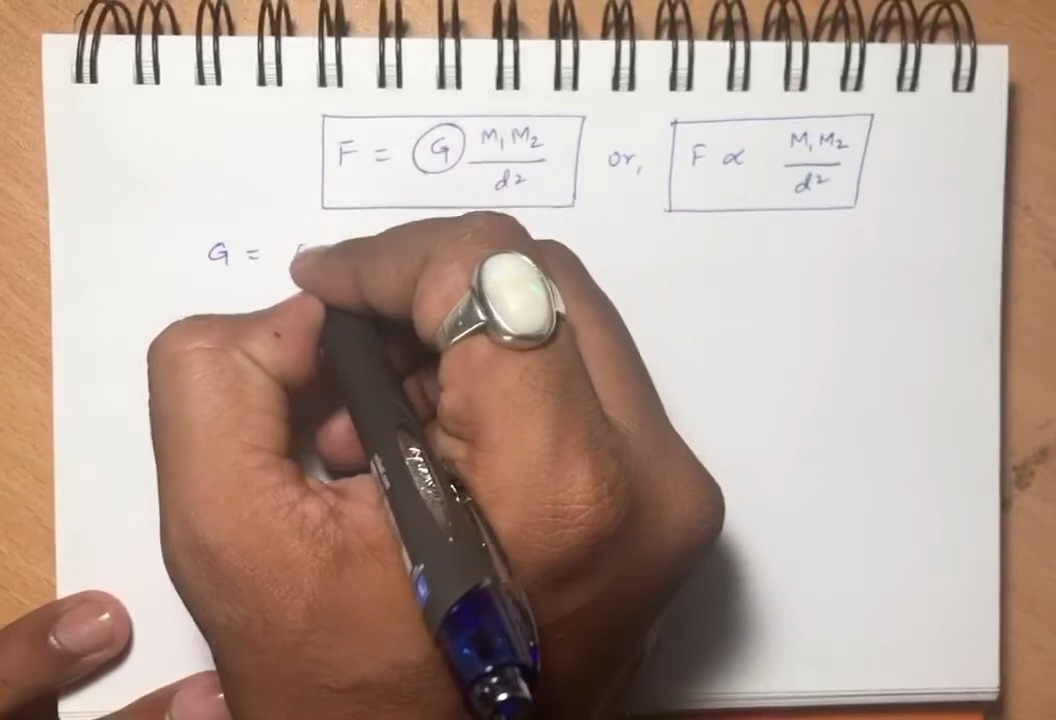 F = G M₁M₂/d² or, F ∝ M₁M₂/d²
G =